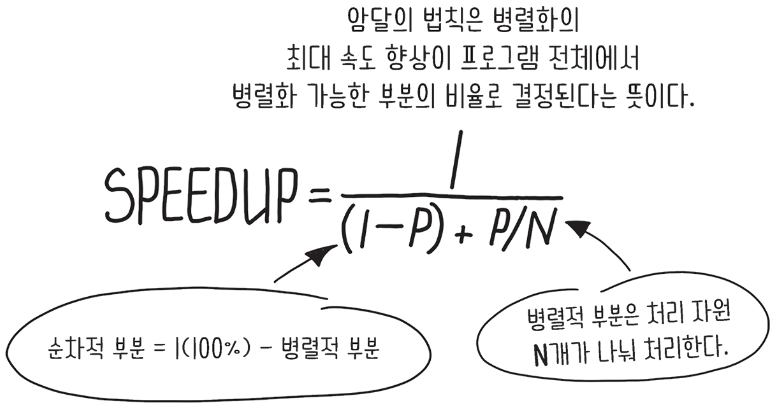 암달의 법칙은 병렬화의
최대 속도 향상이 프로그램 전체에서
병렬화 가능한 부분의 비율로 결정된다는 뜻이다.
SPEEDUP = 1
(1-P) + P/N
순차적 부분 = 1(100%) - 병렬적 부분
병렬적 부분은 처리 자원
N개가 나눠 처리한다.